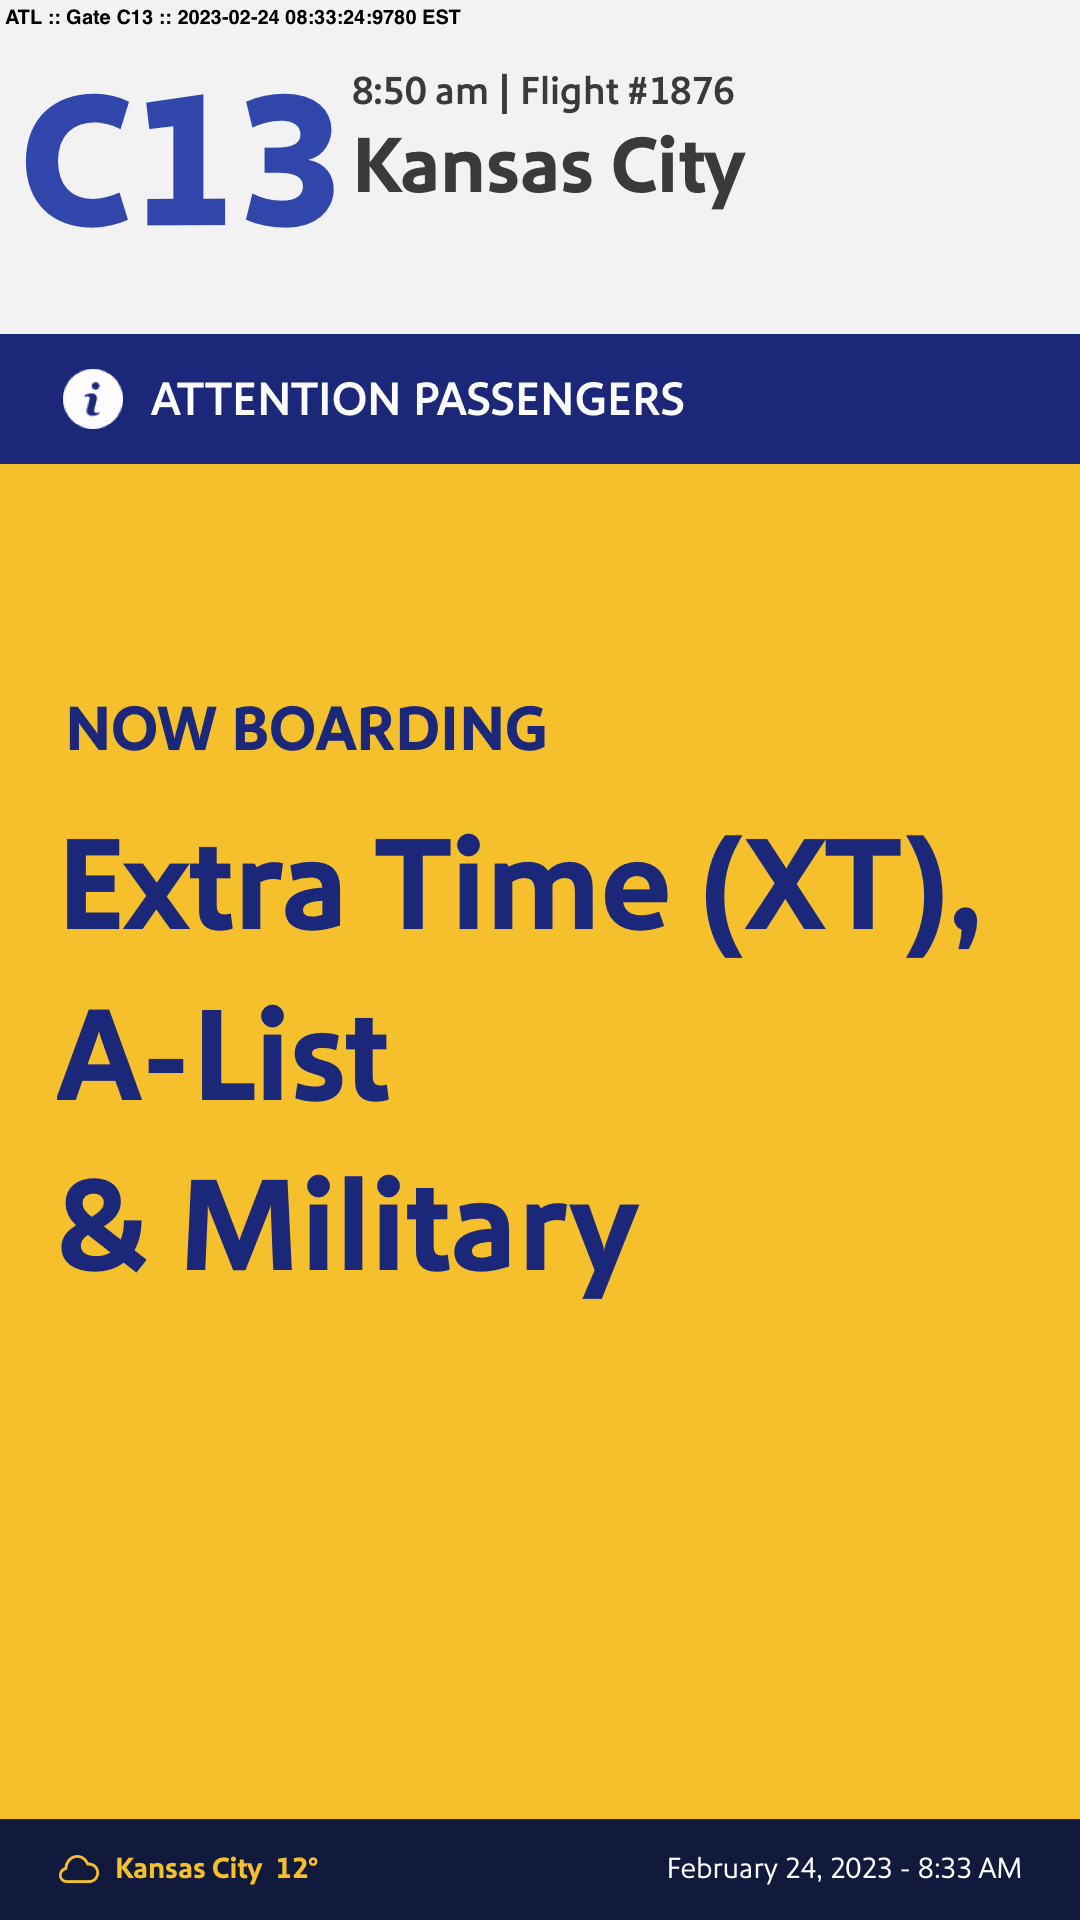 ATL :: Gate C13 :: 2023-02-24 08:33:24:9780 EST
C13
8:50 am | Flight #1876
Kansas City
i ATTENTION PASSENGERS
NOW BOARDING
Extra Time (XT),
A-List
& Military
Kansas City 12°
February 24, 2023 - 8:33 AM